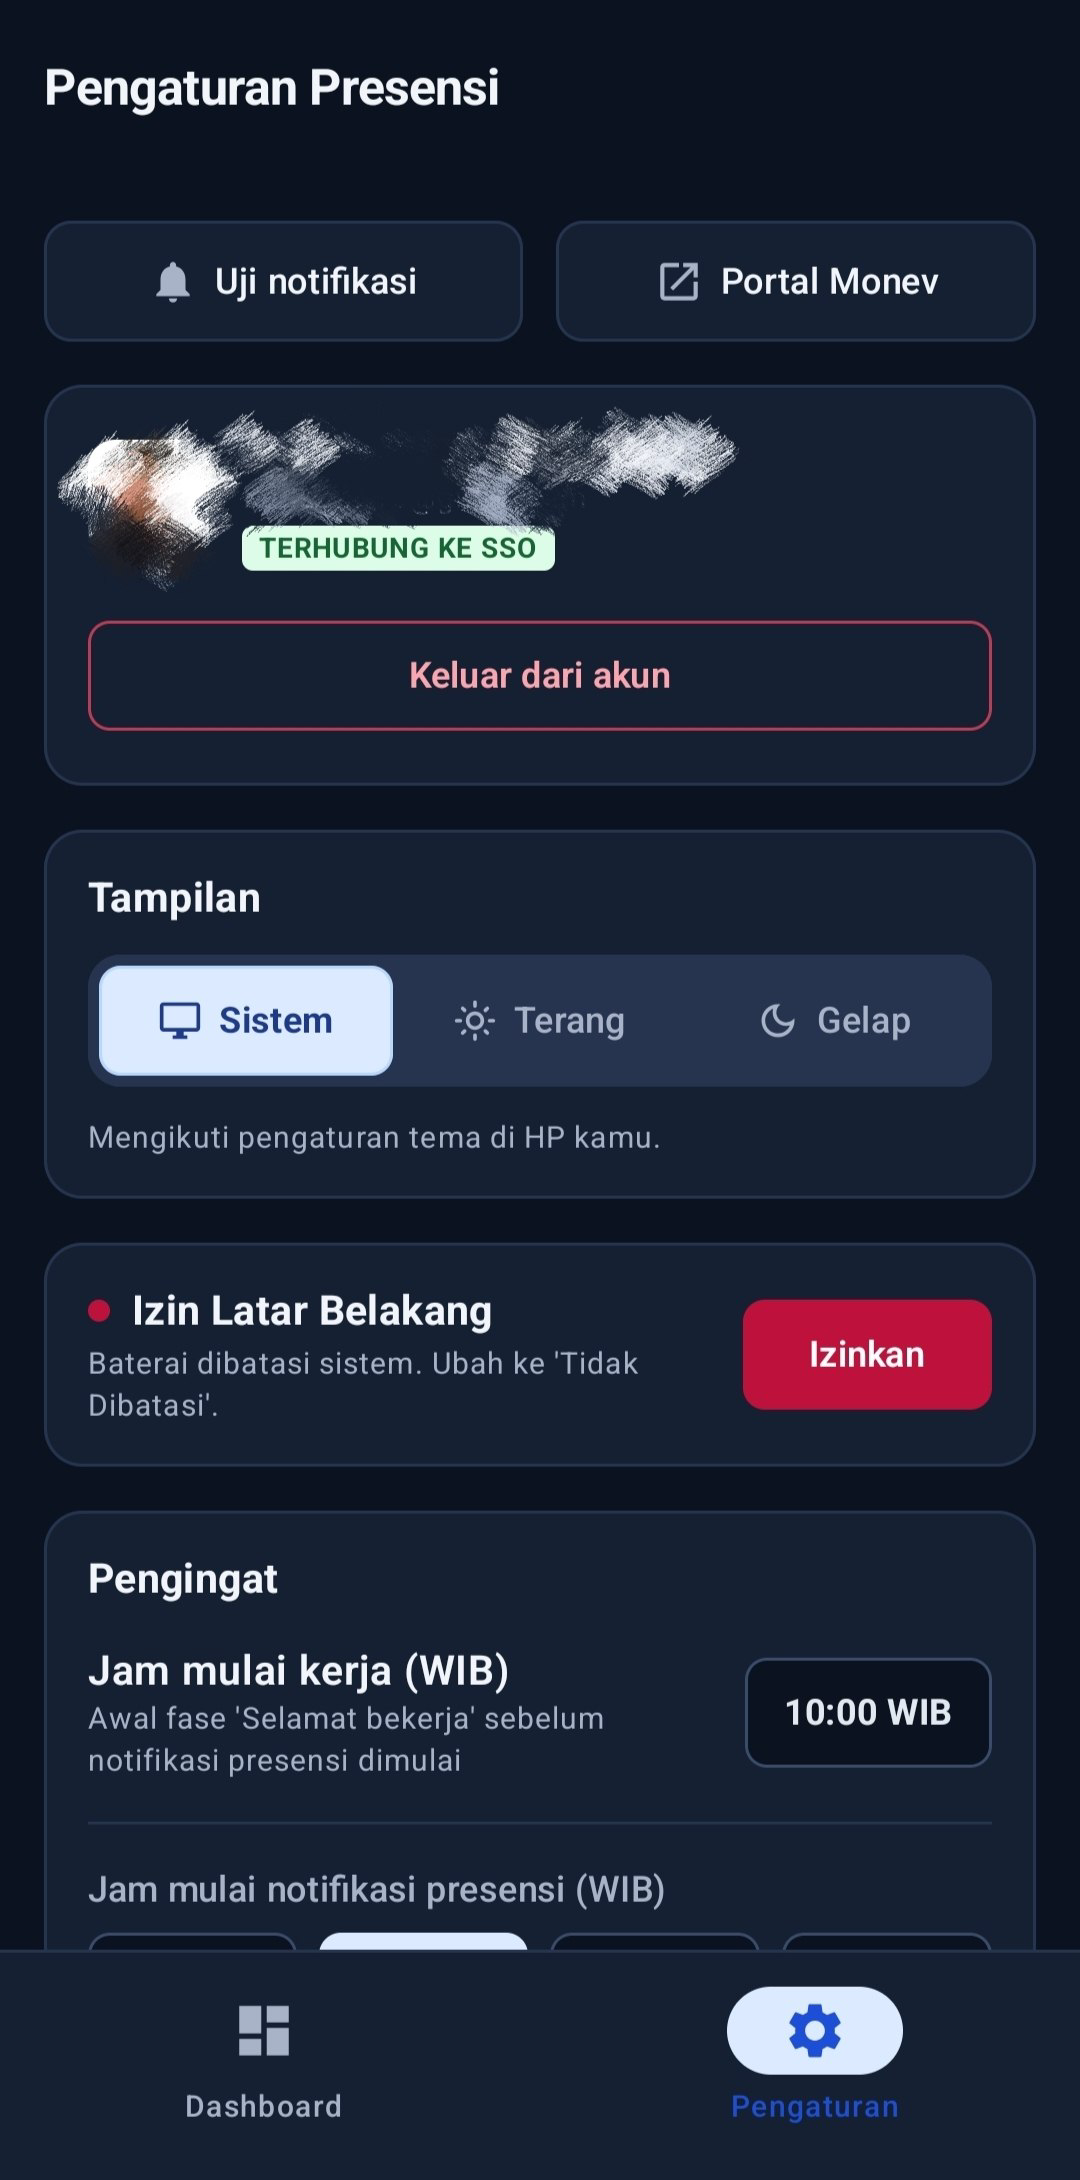 Pengaturan Presensi
Uji notifikasi
Portal Monev
TERHUBUNG KE SSO
Keluar dari akun
Tampilan
Sistem
Terang
Gelap
Mengikuti pengaturan tema di HP kamu.
Izin Latar Belakang
Baterai dibatasi sistem. Ubah ke 'Tidak
Dibatasi'.
Izinkan
Pengingat
Jam mulai kerja (WIB)
Awal fase 'Selamat bekerja' sebelum
notifikasi presensi dimulai
10:00 WIB
Jam mulai notifikasi presensi (WIB)
Dashboard
Pengaturan